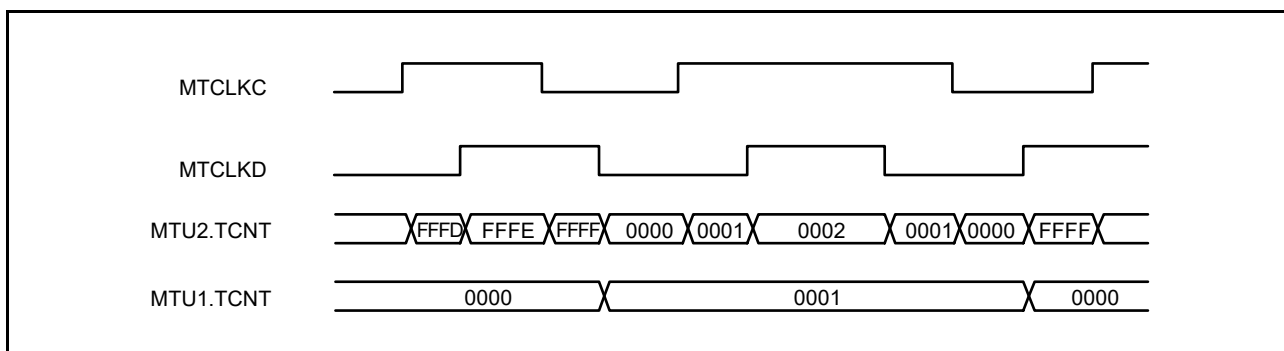 MTCLKC
MTCLKD
MTU2.TCNT FFFD FFFE FFFF 0000 0001 0002 0001 0000 FFFF
MTU1.TCNT 0000 0001 0000